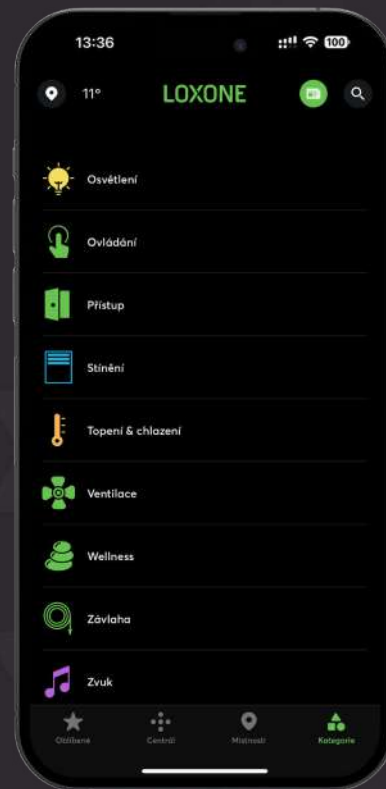 13:36
100
11°
LOXONE
Osvětlení
Ovládání
Přístup
Stínění
Topení & chlazení
Ventilace
Wellness
Závlaha
Zvuk
Oblíbené
Centrál
Místnosti
Kategorie